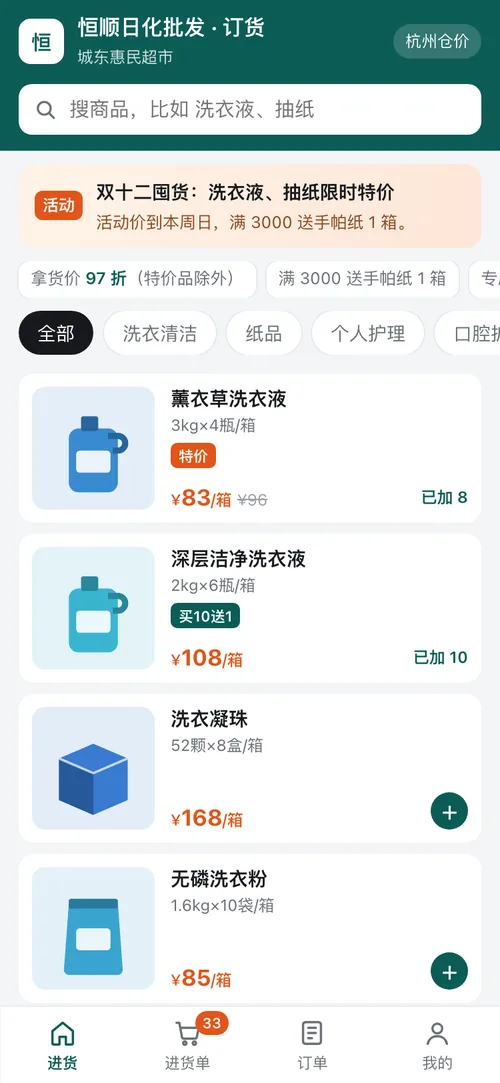 恒
恒顺日化批发 · 订货
城东惠民超市
杭州仓价
搜商品，比如 洗衣液、抽纸
活动
双十二囤货：洗衣液、抽纸限时特价
活动价到本周日，满 3000 送手帕纸 1 箱。
拿货价 97 折（特价品除外）
满 3000 送手帕纸 1 箱
专
全部
洗衣清洁
纸品
个人护理
口腔护
薰衣草洗衣液
3kg×4瓶/箱
特价
¥83/箱 ¥96
已加 8
深层洁净洗衣液
2kg×6瓶/箱
买10送1
¥108/箱
已加 10
洗衣凝珠
52颗×8盒/箱
¥168/箱
无磷洗衣粉
1.6kg×10袋/箱
¥85/箱
33
进货
进货单
订单
我的